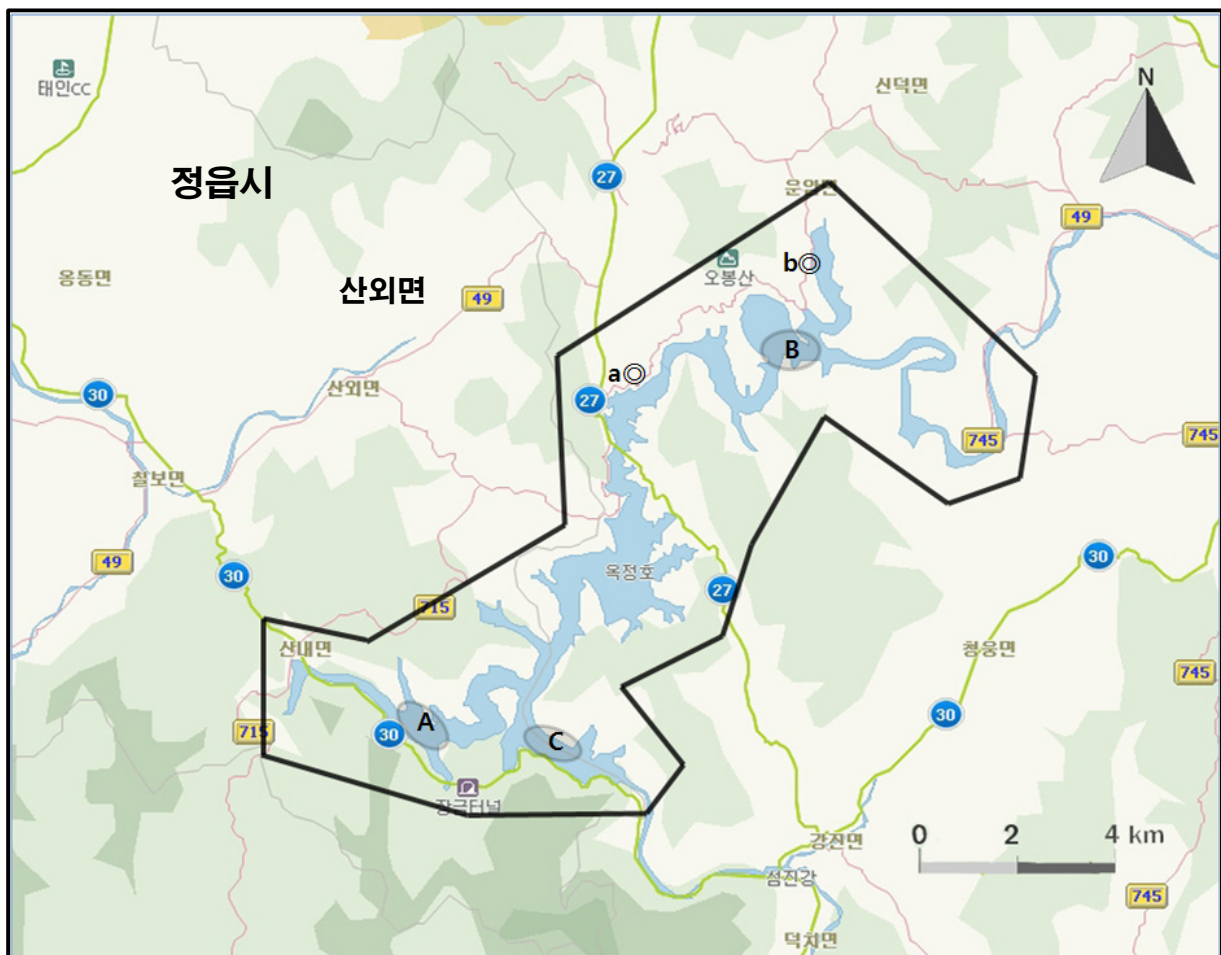 태인CC
신덕면
N
정읍시
27
운암면
49
옹동면
산외면
49
오봉산
b◎
B
a◎
30
산외면
27
745
745
칠보면
49
30
옥정호
30
715
27
산내면
청웅면
745
A
715
30
C
30
장금터널
강진면
0 2 4 km
섬진강
745
덕치면